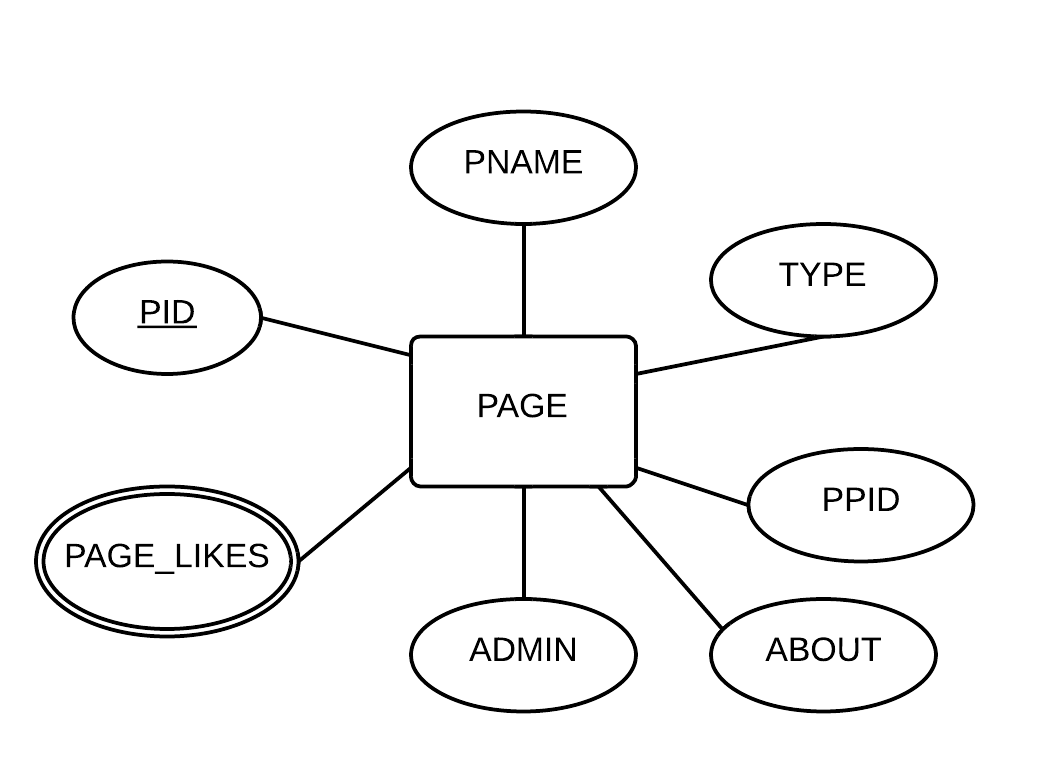 PNAME
TYPE
PID
PAGE
PPID
PAGE_LIKES
ADMIN
ABOUT